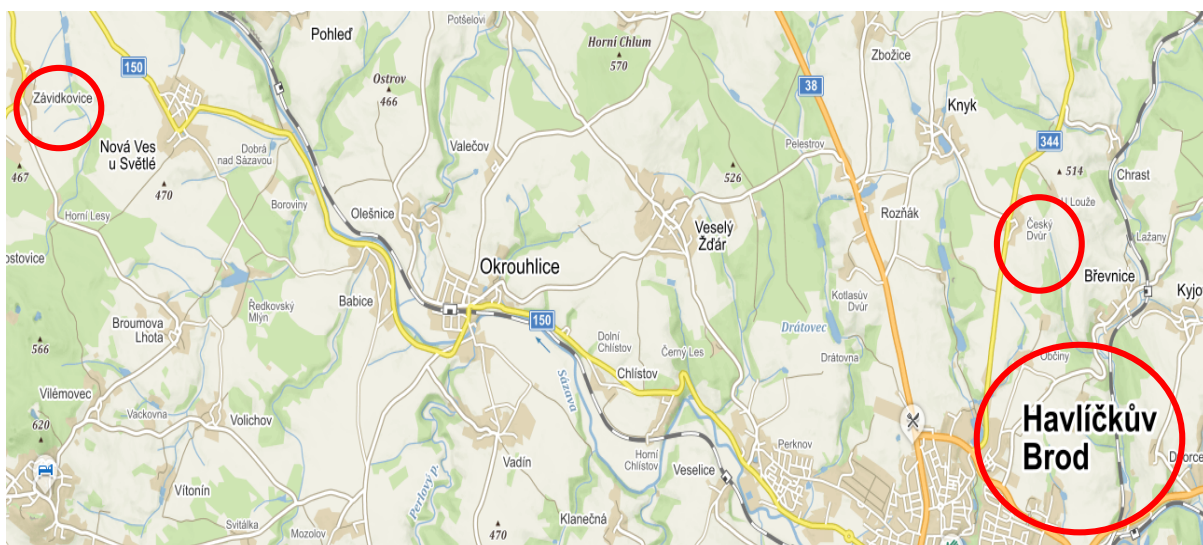 Potšelovi
Pohleď
Horní Chlum
570
Zbožice
Ostrov
466
150
38
Závidkovice
Knyk
344
Nová Ves
u Světlé
Dobrá
nad Sázavou
Valečov
Pelestrov
526
514
Chrast
467
470
Boroviny
U Louže
Horní Lesy
Olešnice
Veselý
Žďár
Rozňák
Český
Dvůr
Lažany
ostovice
Okrouhlice
Břevnice
Kyjov
Ředkovský
Mlýn
Babice
Kotlasův
Dvůr
Broumova
Lhota
150
Drátovec
566
Dolní
Chlístov
Černý Les
Drátovna
Občiny
Chlístov
Sázava
Vilémovec
Vackovna
Volichov
620
Havlíčkův
Brod
Perknov
Horní
Chlístov
Vadín
Veselice
Perlový p.
Vítonín
Svitálka
Mozolov
470
Klanečná